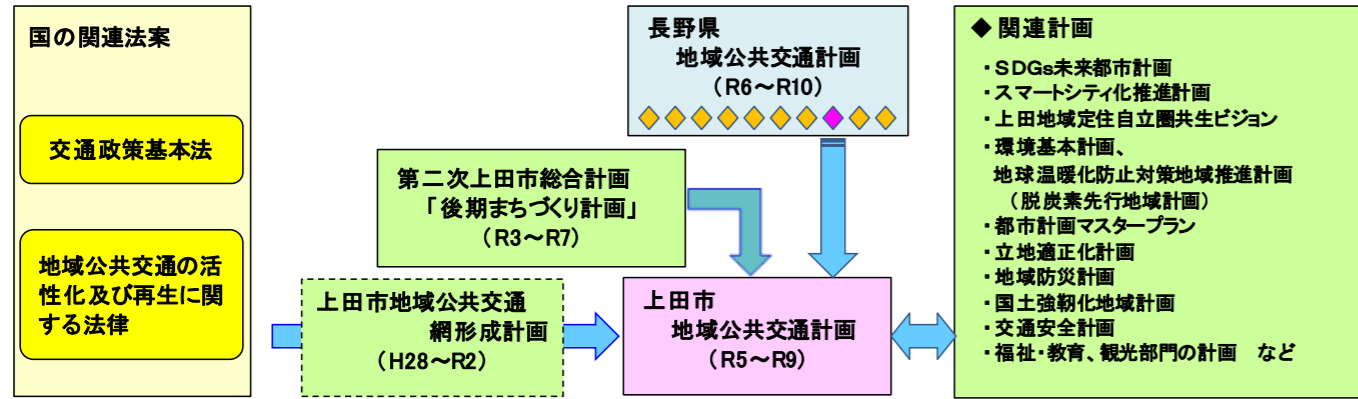 国の関連法案
交通政策基本法
地域公共交通の活
性化及び再生に関
する法律
長野県
地域公共交通計画
（R6～R10）
第二次上田市総合計画
「後期まちづくり計画」
（R3～R7）
上田市地域公共交通
網形成計画
（H28～R2）
上田市
地域公共交通計画
（R5～R9）
◆ 関連計画
・SDGs未来都市計画
・スマートシティ化推進計画
・上田地域定住自立圏共生ビジョン
・環境基本計画、
地球温暖化防止対策地域推進計画
（脱炭素先行地域計画）
・都市計画マスタープラン
・立地適正化計画
・地域防災計画
・国土強靭化地域計画
・交通安全計画
・福祉・教育、観光部門の計画　など